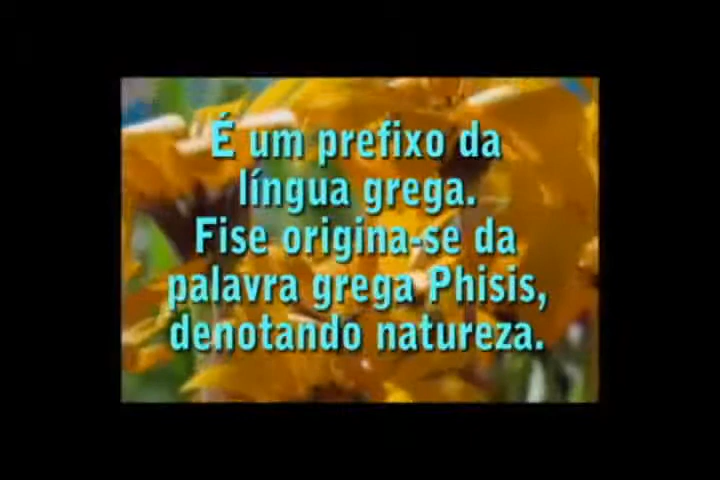 É um prefixo da
língua grega.
Fise origina-se da
palavra grega Phisis,
denotando natureza.